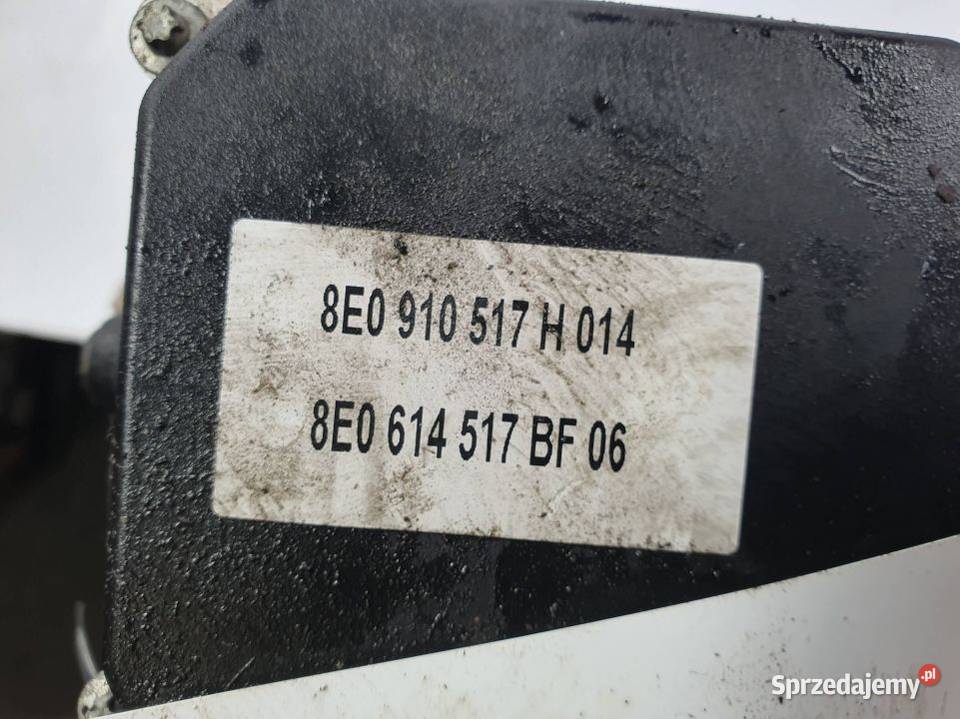 8E0 910 517 H 014
8E0 614 517 BF 06
Sprzedajemy.pl